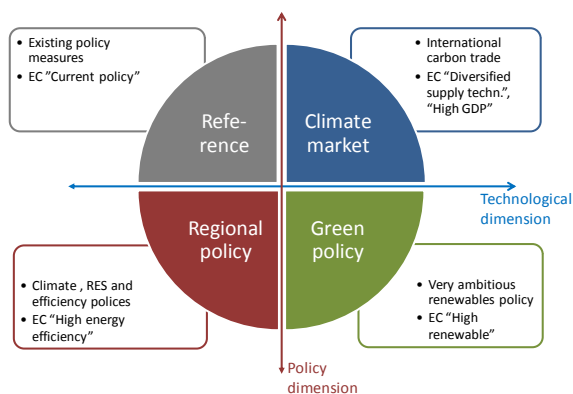 • Existing policy
measures
• EC ”Current policy”
• International
carbon trade
• EC “Diversified
supply techn.”,
“High GDP”
Refe-
rence
Climate
market
Technological
dimension
Regional
policy
Green
policy
• Climate , RES and
efficiency polices
• EC “High energy
efficiency”
• Very ambitious
renewables policy
• EC “High
renewable”
Policy
dimension